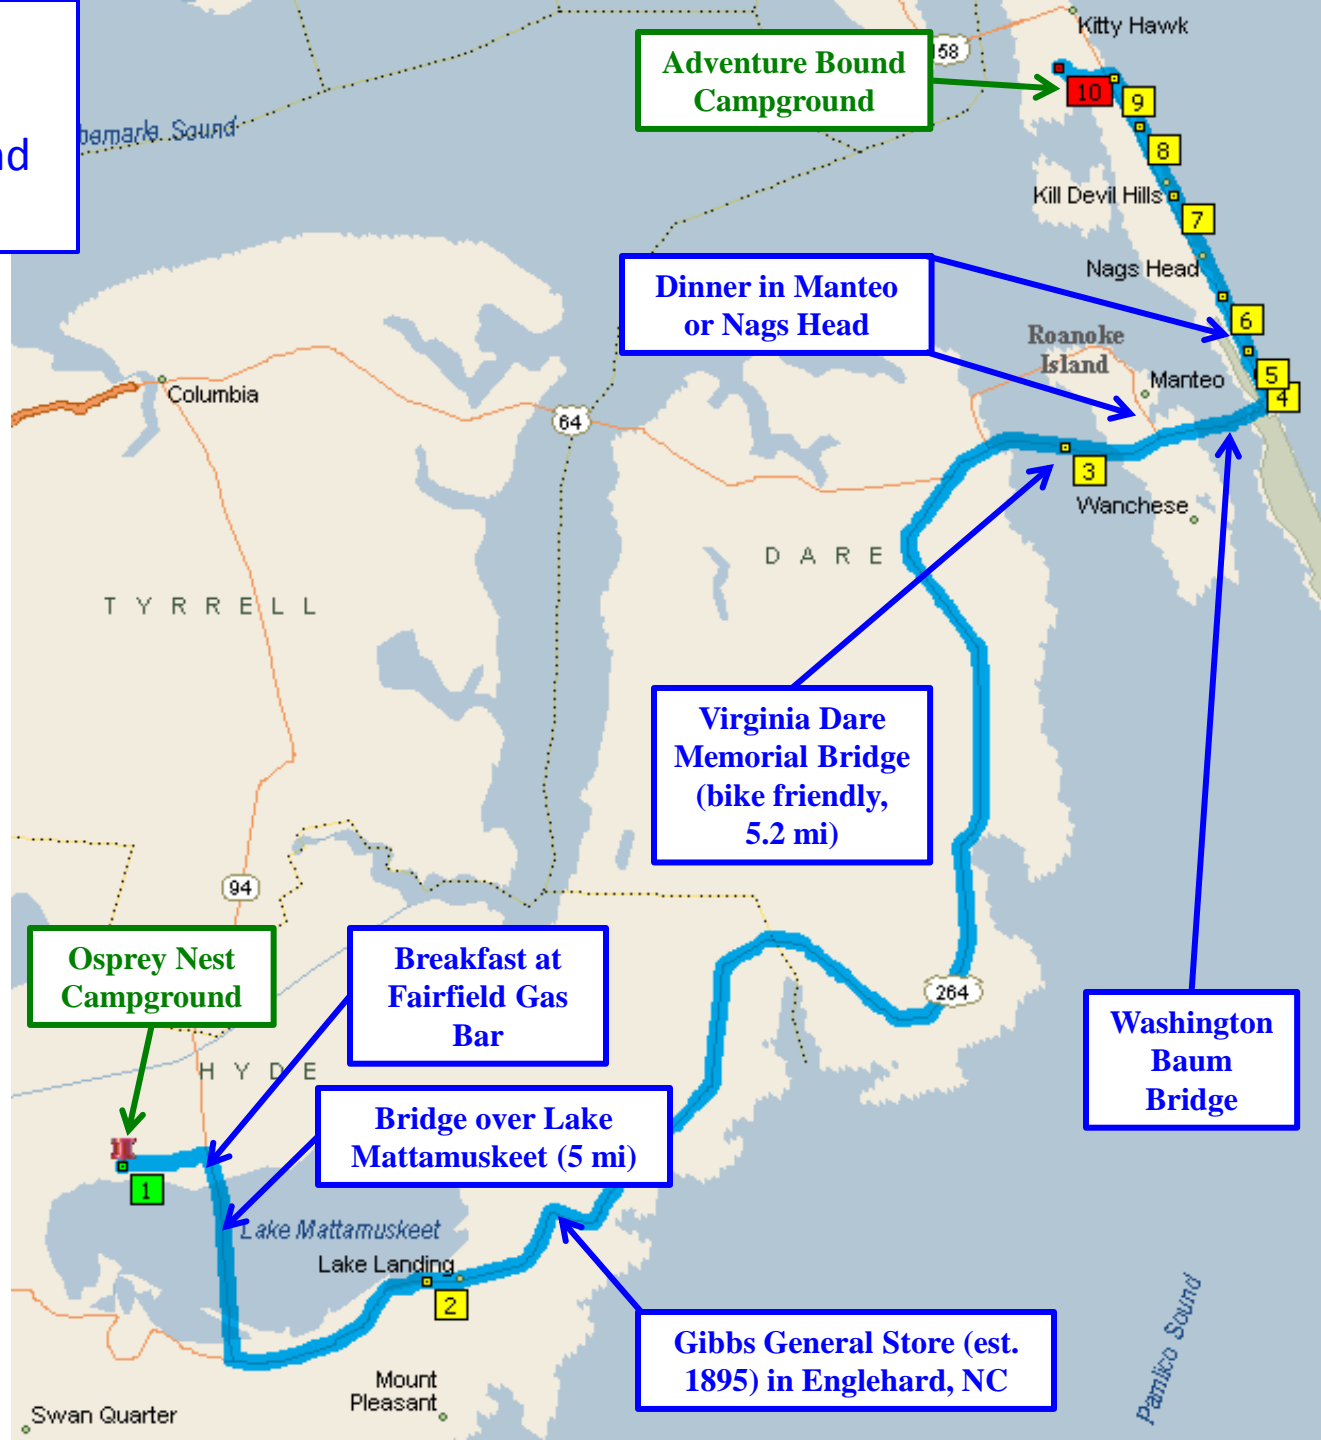 Kitty Hawk
158
Adventure Bound
Campground
10
9
8
Kill Devil Hills
7
Nags Head
Dinner in Manteo
or Nags Head
6
Roanoke
Island
5
4
Manteo
Columbia
64
3
Wanchese
DARE
TYRRELL
Virginia Dare
Memorial Bridge
(bike friendly,
5.2 mi)
94
Osprey Nest
Campground
Breakfast at
Fairfield Gas
Bar
264
Washington
Baum
Bridge
HYDE
Bridge over Lake
Mattamuskeet (5 mi)
1
Lake Mattamuskeet
Lake Landing
2
Gibbs General Store (est.
1895) in Englehard, NC
Pamlico Sound
Mount
Pleasant
Swan Quarter